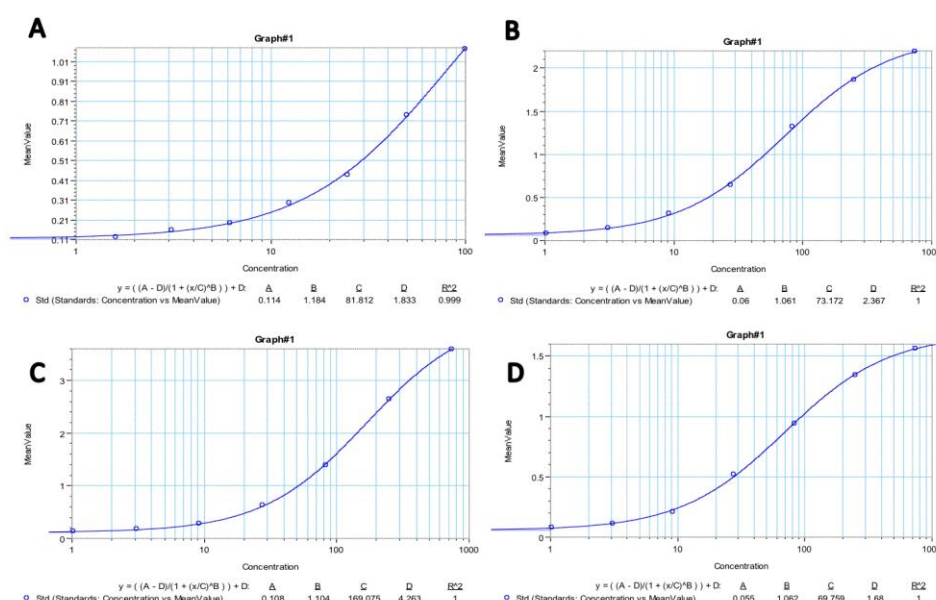 A
Graph#1
1.01
0.91
0.81
0.71
0.61
0.51
0.41
0.31
0.21
0.11
MeanValue
1 10 100
Concentration
y = ( (A - D)/(1 + (x/C)^B ) ) + D: A B C D R^2
Std (Standards: Concentration vs MeanValue) 0.114 1.184 81.812 1.833 0.999
B
Graph#1
2
1.5
1
0.5
0
MeanValue
1 10 100 1000
Concentration
y = ( (A - D)/(1 + (x/C)^B ) ) + D: A B C D R^2
Std (Standards: Concentration vs MeanValue) 0.06 1.061 73.172 2.367 1
C
Graph#1
3
2
1
0
MeanValue
1 10 100 1000
Concentration
y = ( (A - D)/(1 + (x/C)^B ) ) + D: A B C D R^2
Std (Standards: Concentration vs MeanValue) 0.108 1.104 169.075 4.263 1
D
Graph#1
1.5
1
0.5
0
MeanValue
1 10 100 100
Concentration
y = ( (A - D)/(1 + (x/C)^B ) ) + D: A B C D R^2
Std (Standards: Concentration vs MeanValue) 0.055 1.062 69.759 1.68 1